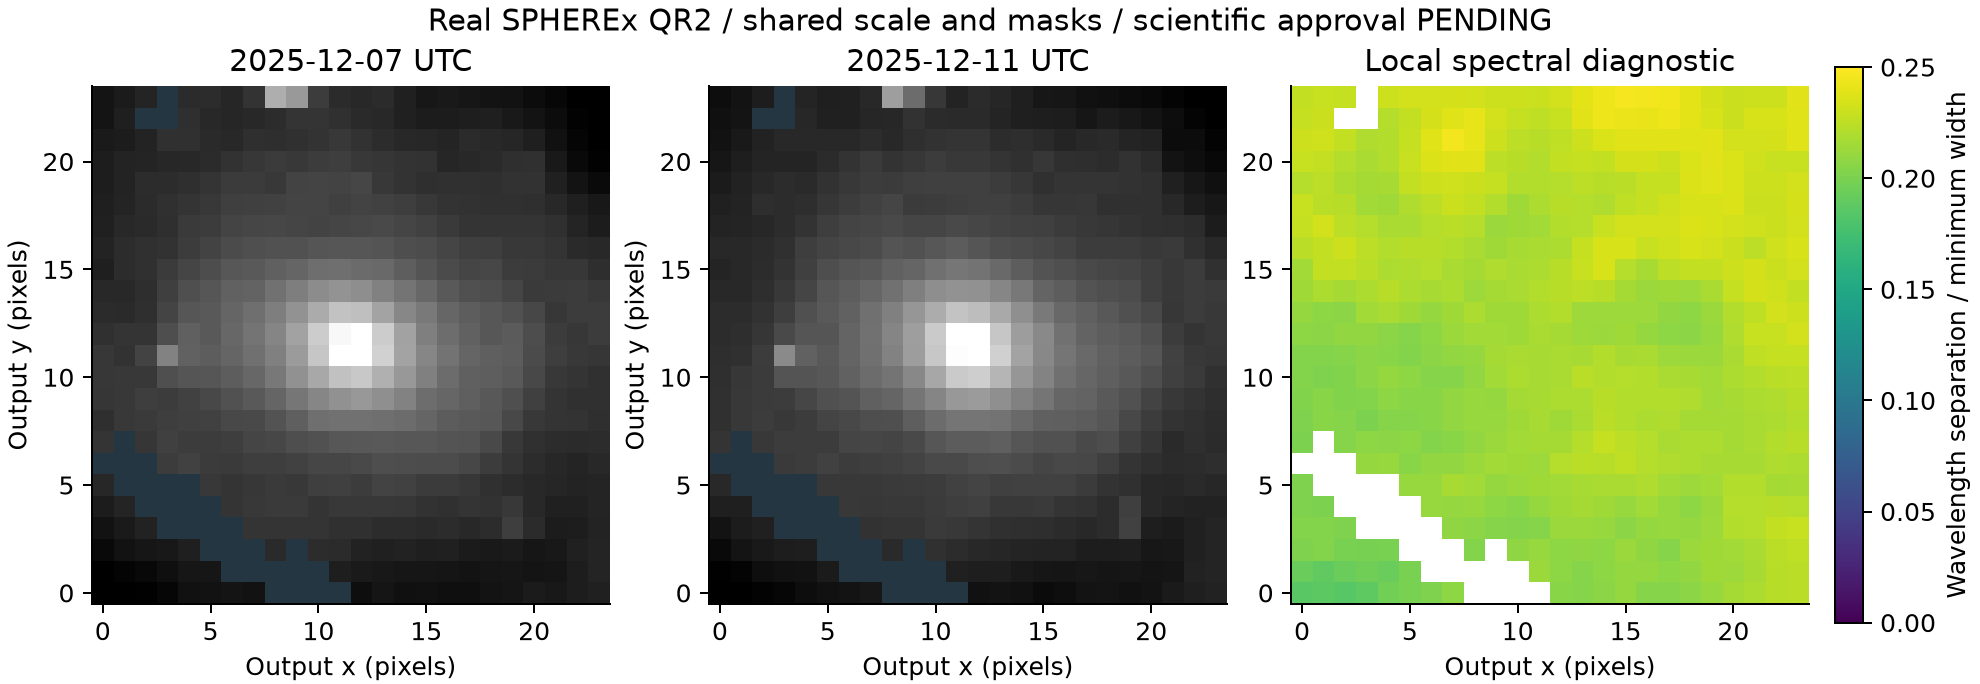 Real SPHEREx QR2 / shared scale and masks / scientific approval PENDING
2025-12-07 UTC
2025-12-11 UTC
Local spectral diagnostic
Output y (pixels)
20
15
10
5
0
0 5 10 15 20
Output x (pixels)
Output y (pixels)
20
15
10
5
0
0 5 10 15 20
Output x (pixels)
20
15
10
5
0
0 5 10 15 20
Output x (pixels)
0.25
0.20
0.15
0.10
0.05
0.00
Wavelength separation / minimum width